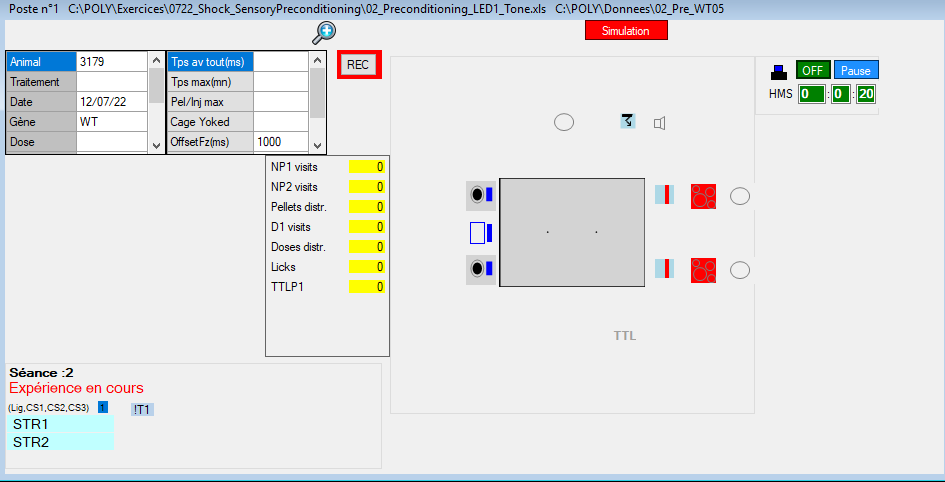 Poste n°1 C:\POLY\Exercices\0722_Shock_SensoryPreconditioning\02_Preconditioning_LED1_Tone.xls C:\POLY\Donnees\02_Pre_WT05
Simulation
Animal 3179
Traitement
Date 12/07/22
Gène WT
Dose
Tps av tout(ms)
Tps max(mn)
Pel/Inj max
Cage Yoked
OffsetFz(ms) 1000
REC
OFF Pause
HMS 0 : 0 : 20
NP1 visits 0
NP2 visits 0
Pellets distr. 0
D1 visits 0
Doses distr. 0
Licks 0
TTLP1 0
TTL
Séance :2
Expérience en cours
(Lig,CS1,CS2,CS3) 1 !T1
STR1
STR2